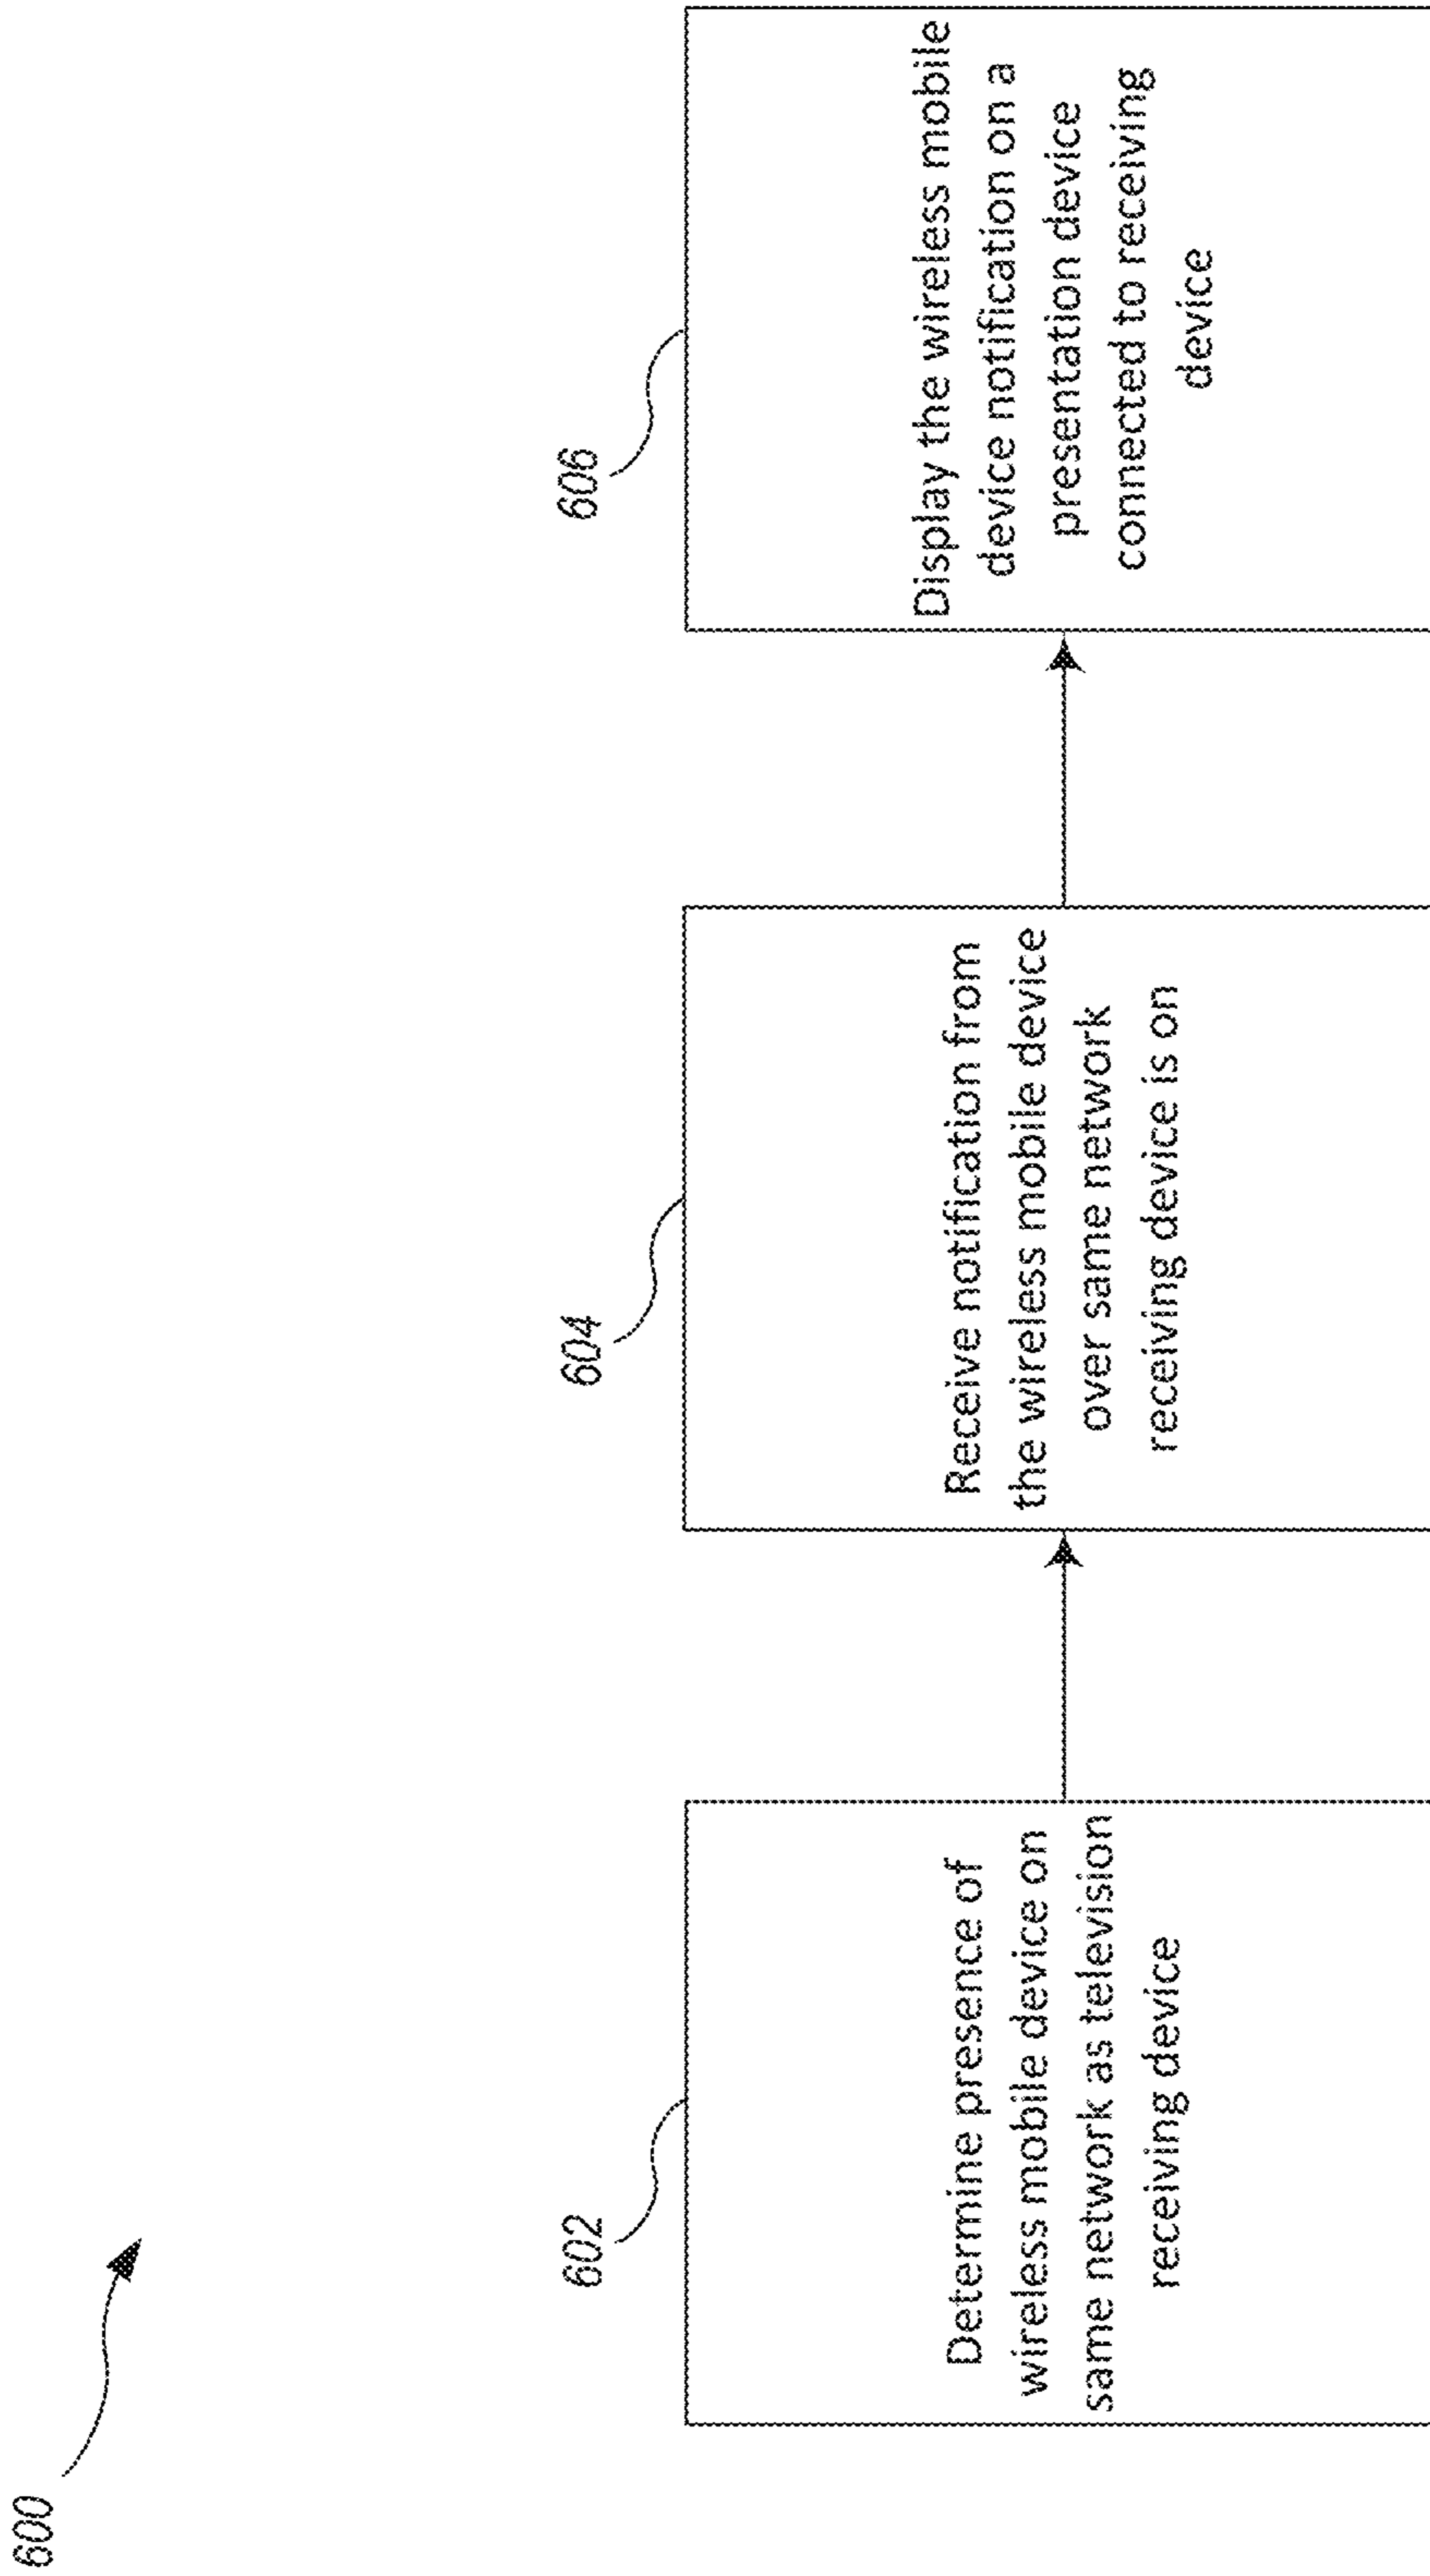 600
602
Determine presence of
wireless mobile device on
same network as television
receiving device
604
Receive notification from
the wireless mobile device
over same network
receiving device is on
606
Display the wireless mobile
device notification on a
presentation device
connected to receiving
device